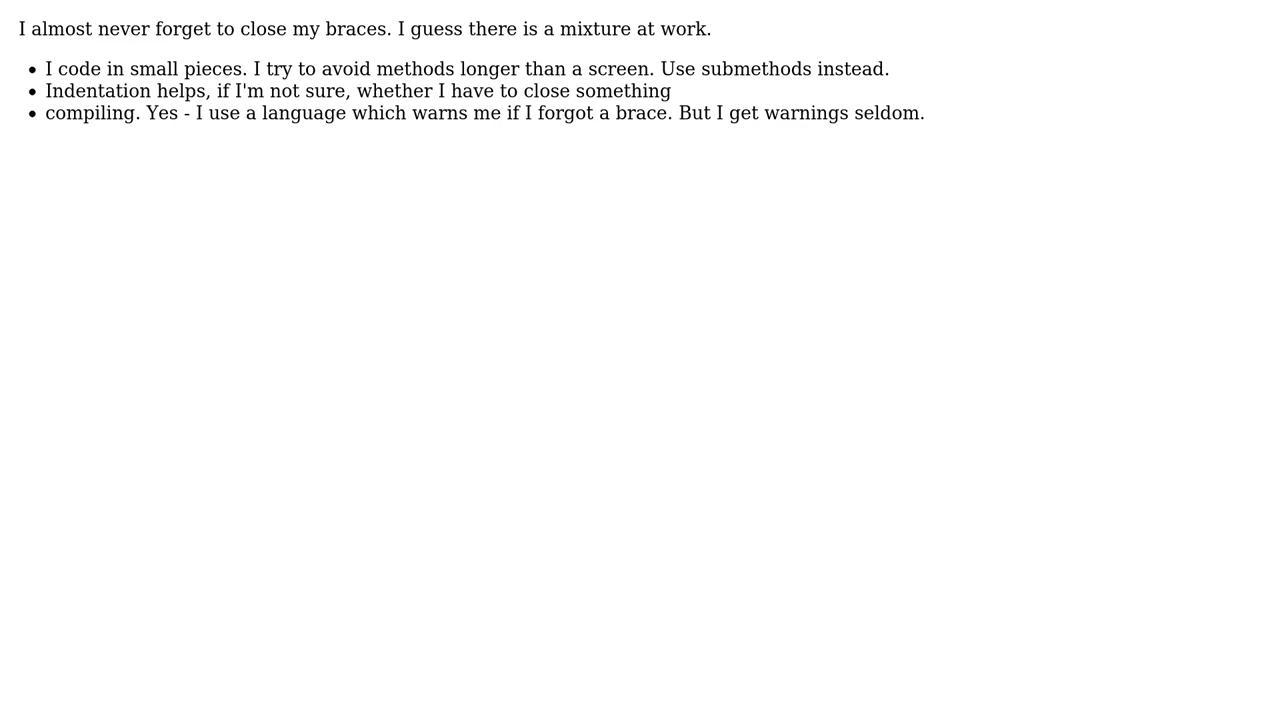 I almost never forget to close my braces. I guess there is a mixture at work.
• I code in small pieces. I try to avoid methods longer than a screen. Use submethods instead.
• Indentation helps, if I'm not sure, whether I have to close something
• compiling. Yes - I use a language which warns me if I forgot a brace. But I get warnings seldom.